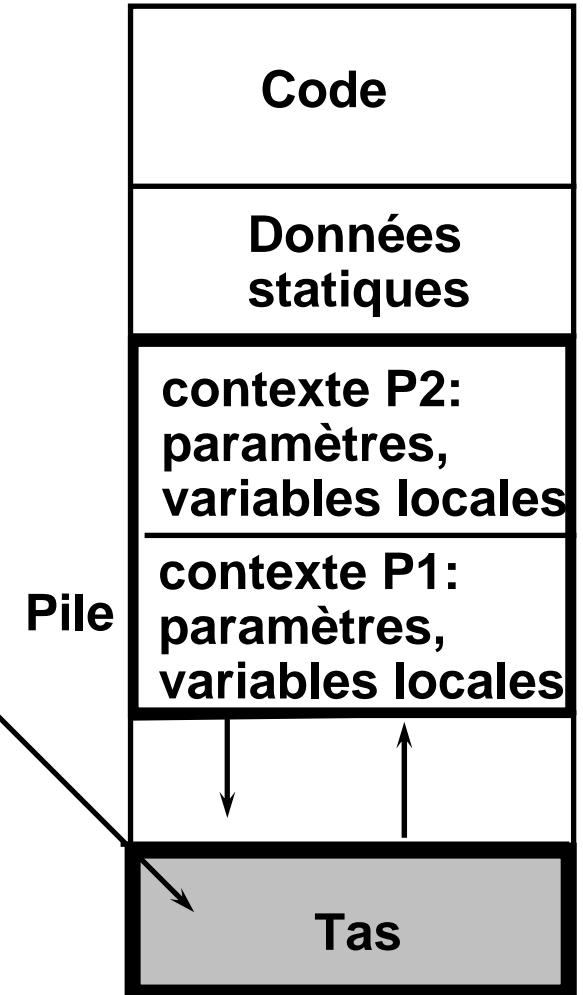 Code
Données
statiques
contexte P2:
paramètres,
variables locales
contexte P1:
Pile
paramètres,
variables locales
Tas